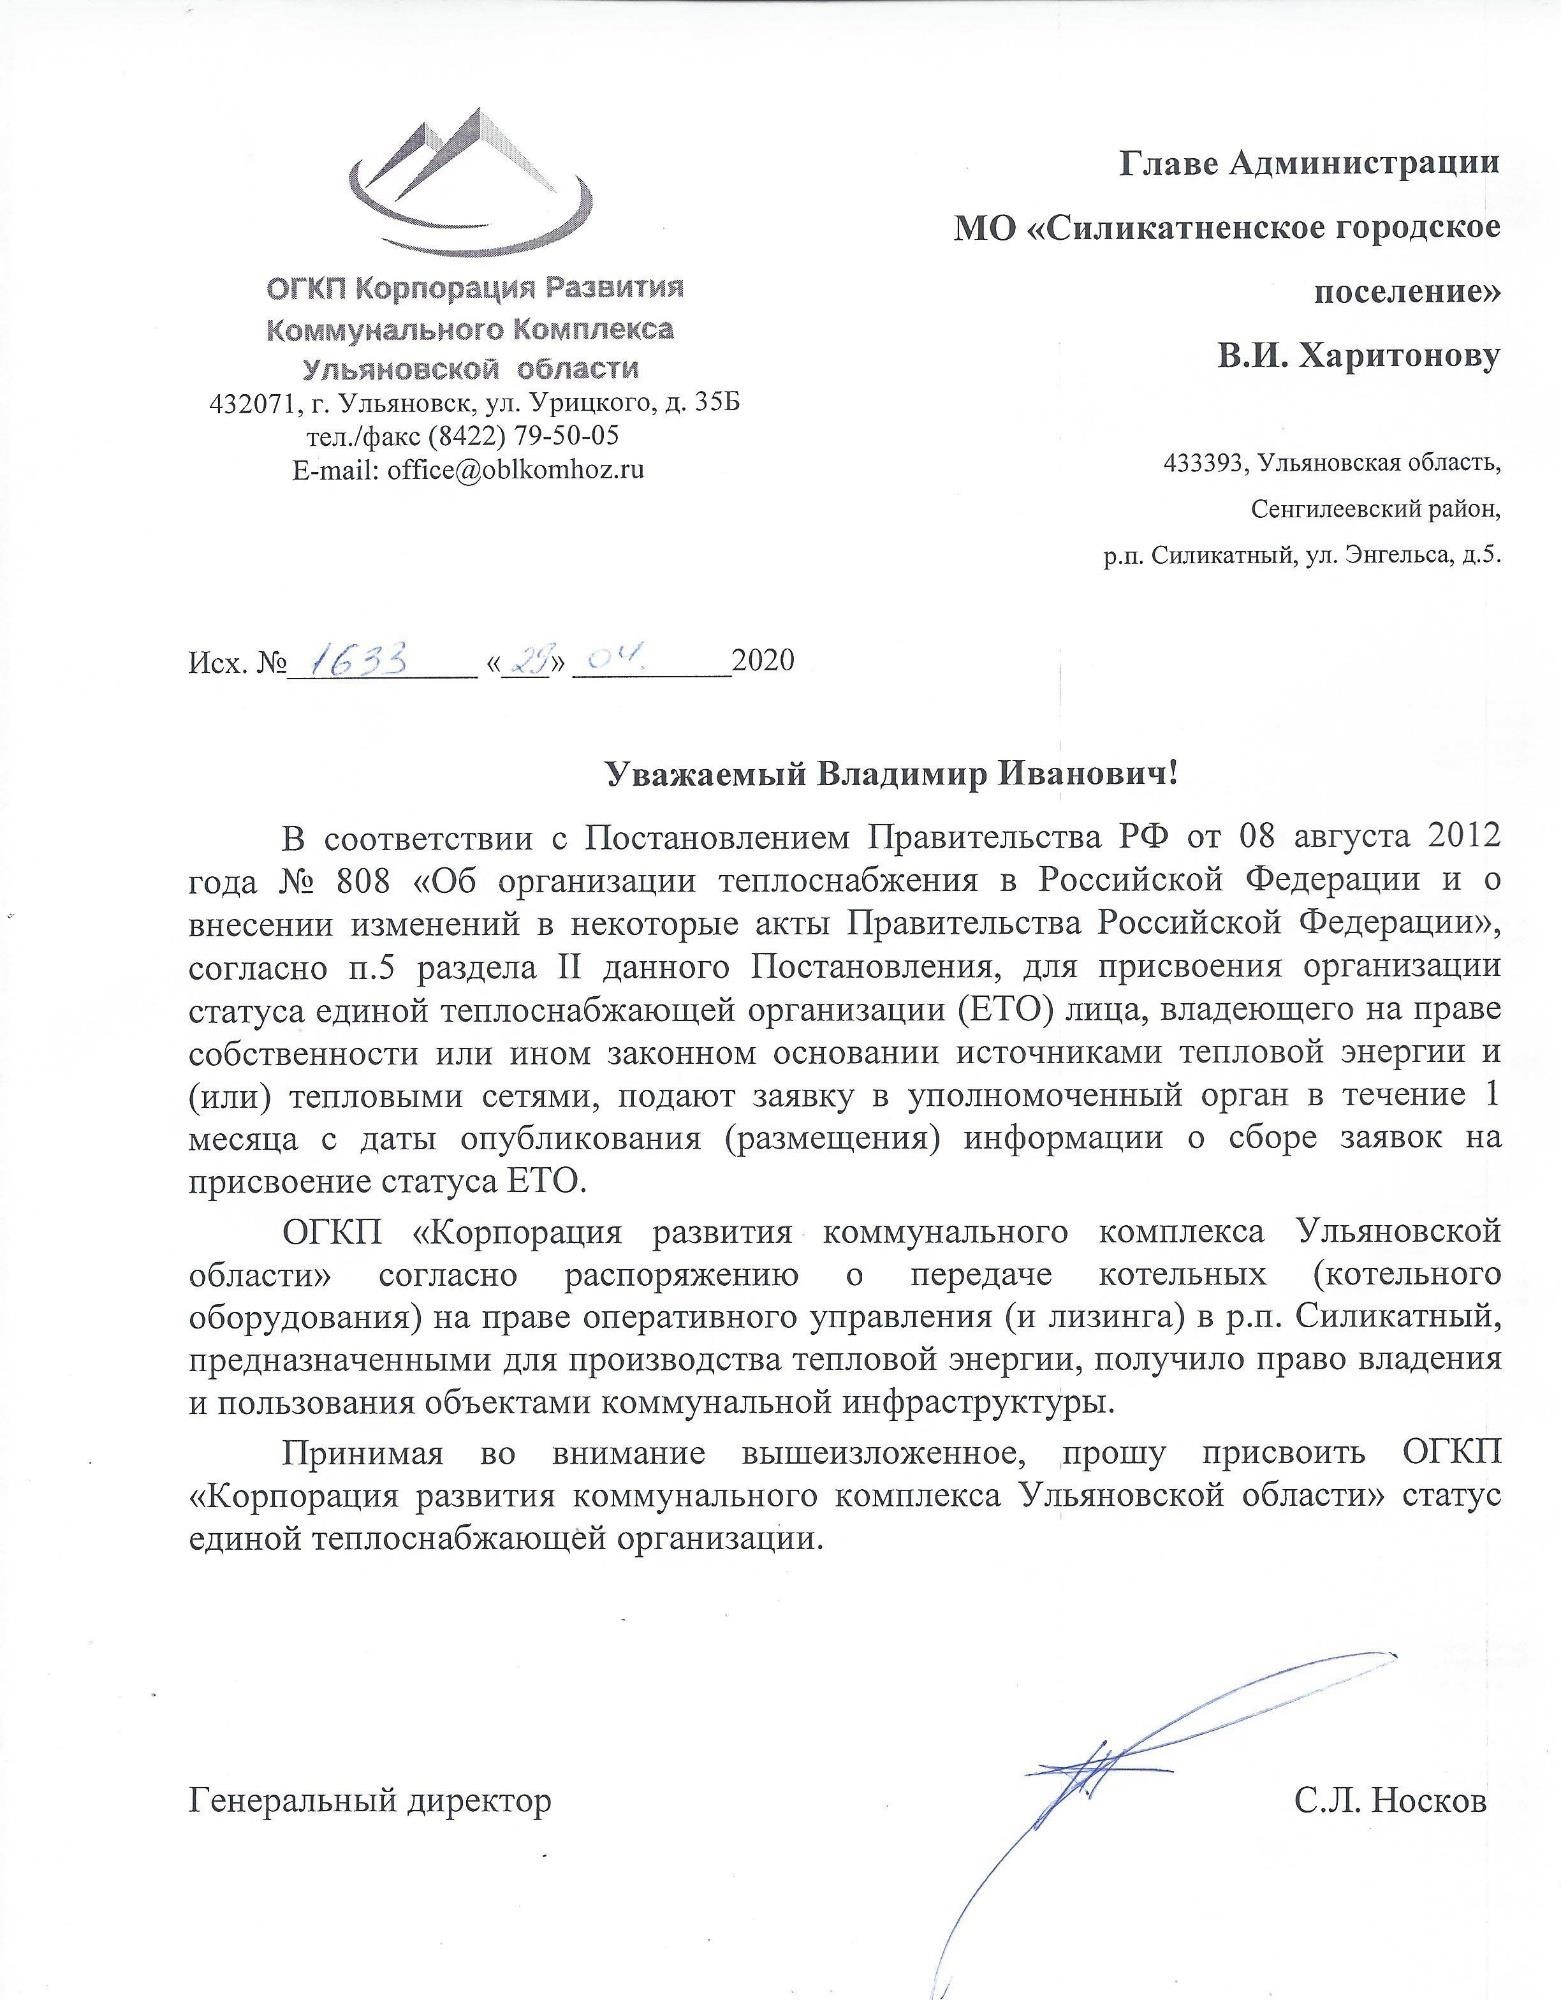 ОГКП Корпорация Развития
Коммунального Комплекса
Ульяновской области
432071, г. Ульяновск, ул. Урицкого, д. 35Б
тел./факс (8422) 79-50-05
E-mail: office@oblkomhoz.ru
Главе Администрации
МО «Силикатненское городское
поселение»
В.И. Харитонову
433393, Ульяновская область,
Сенгилеевский район,
р.п. Силикатный, ул. Энгельса, д.5.
Исх. № 1633 «29» 04. 2020
Уважаемый Владимир Иванович!
В соответствии с Постановлением Правительства РФ от 08 августа 2012
года № 808 «Об организации теплоснабжения в Российской Федерации и о
внесении изменений в некоторые акты Правительства Российской Федерации»,
согласно п.5 раздела II данного Постановления, для присвоения организации
статуса единой теплоснабжающей организации (ЕТО) лица, владеющего на праве
собственности или ином законном основании источниками тепловой энергии и
(или) тепловыми сетями, подают заявку в уполномоченный орган в течение 1
месяца с даты опубликования (размещения) информации о сборе заявок на
присвоение статуса ЕТО.
ОГКП «Корпорация развития коммунального комплекса Ульяновской
области» согласно распоряжению о передаче котельных (котельного
оборудования) на праве оперативного управления (и лизинга) в р.п. Силикатный,
предназначенными для производства тепловой энергии, получило право владения
и пользования объектами коммунальной инфраструктуры.
Принимая во внимание вышеизложенное, прошу присвоить ОГКП
«Корпорация развития коммунального комплекса Ульяновской области» статус
единой теплоснабжающей организации.
Генеральный директор С.Л. Носков